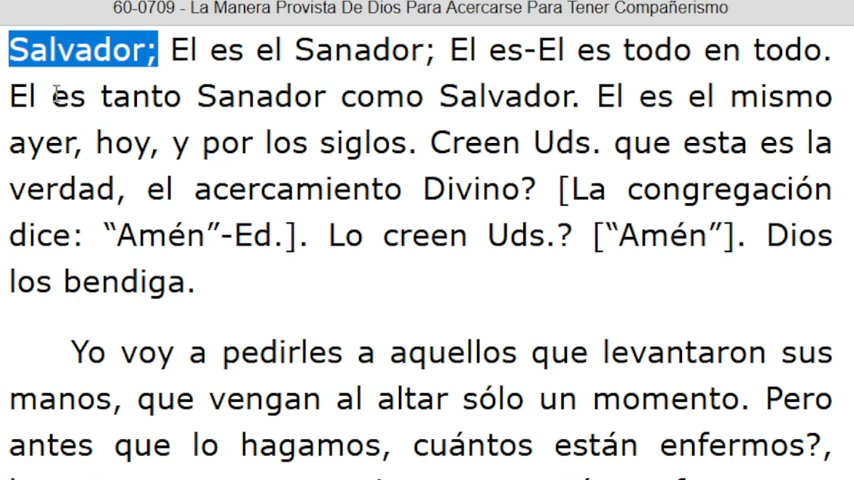 60-0709 - La Manera Provista De Dios Para Acercarse Para Tener Compañerismo
Salvador; El es el Sanador; El es-El es todo en todo.
El es tanto Sanador como Salvador. El es el mismo
ayer, hoy, y por los siglos. Creen Uds. que esta es la
verdad, el acercamiento Divino? [La congregación
dice: “Amén”-Ed.]. Lo creen Uds.? [“Amén”]. Dios
los bendiga.
Yo voy a pedirles a aquellos que levantaron sus
manos, que vengan al altar sólo un momento. Pero
antes que lo hagamos, cuántos están enfermos?,